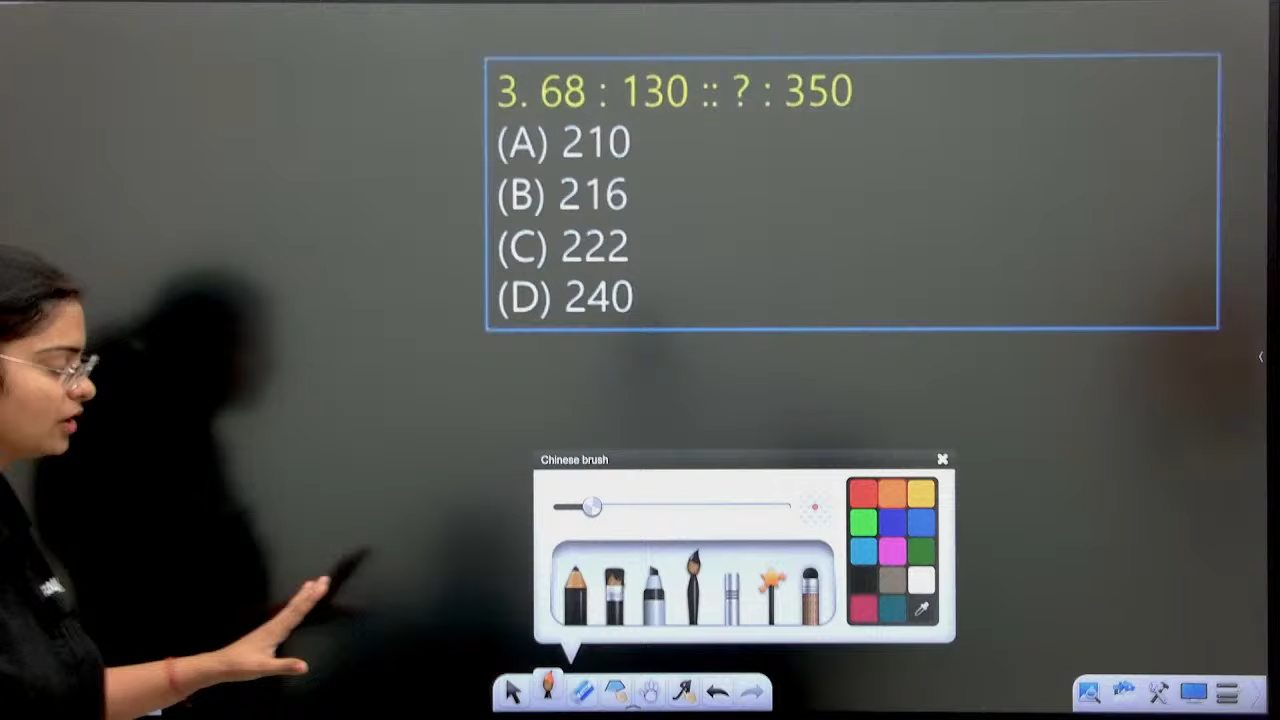 3. 68 : 130 :: ? : 350
(A) 210
(B) 216
(C) 222
(D) 240
Chinese brush